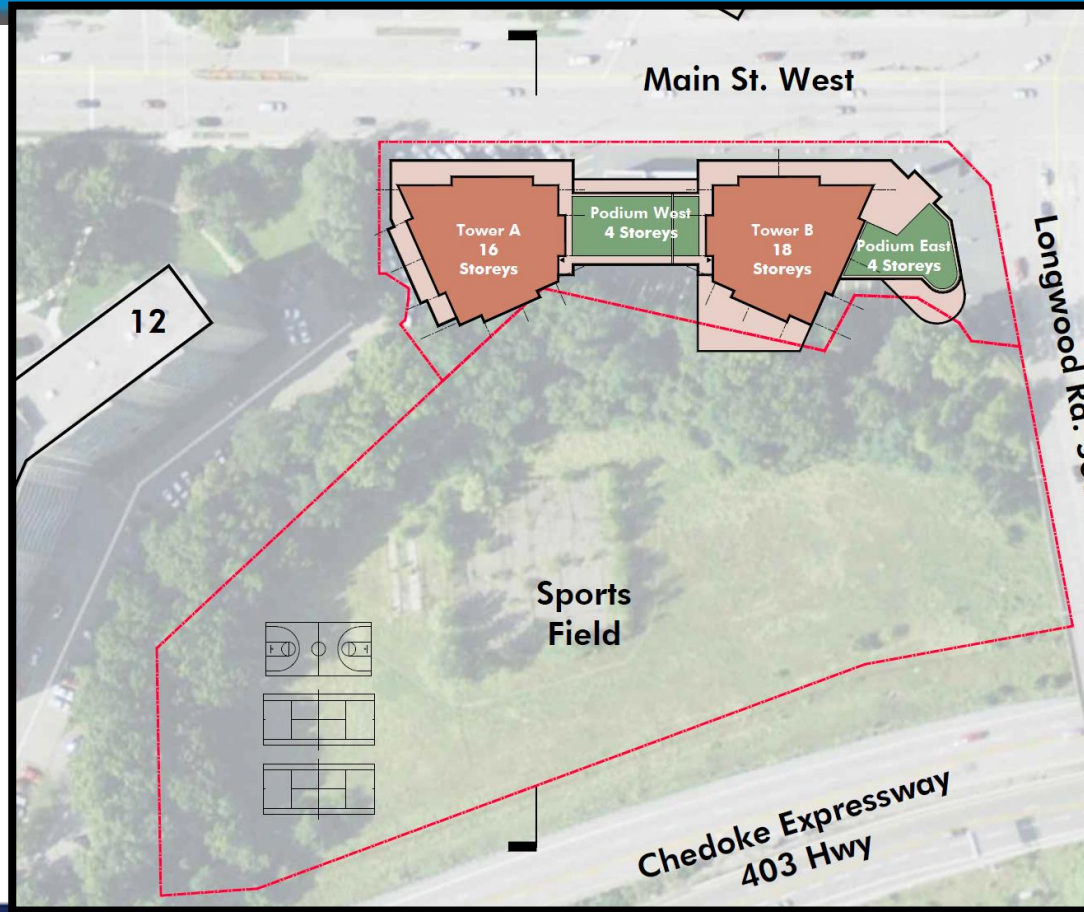 Main St. West
Tower A
16
Storeys
Podium West
4 Storeys
Tower B
18
Storeys
Podium East
4 Storeys
Longwood Rd.
12
Sports
Field
Chedoke Expressway
403 Hwy